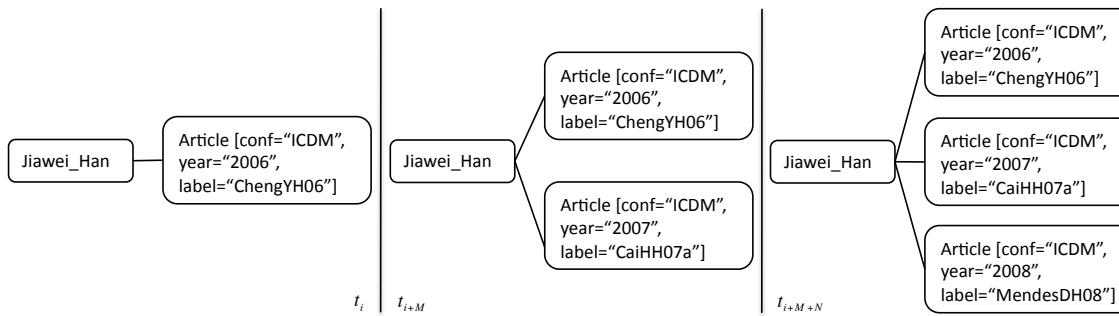 Jiawei_Han
Article [conf=“ICDM”,
year=“2006”,
label=“ChengYH06”]
t_i
Jiawei_Han
Article [conf=“ICDM”,
year=“2006”,
label=“ChengYH06”]
Article [conf=“ICDM”,
year=“2007”,
label=“CaiHH07a”]
t_{i+M}
Jiawei_Han
Article [conf=“ICDM”,
year=“2006”,
label=“ChengYH06”]
Article [conf=“ICDM”,
year=“2007”,
label=“CaiHH07a”]
Article [conf=“ICDM”,
year=“2008”,
label=“MendesDH08”]
t_{i+M+N}